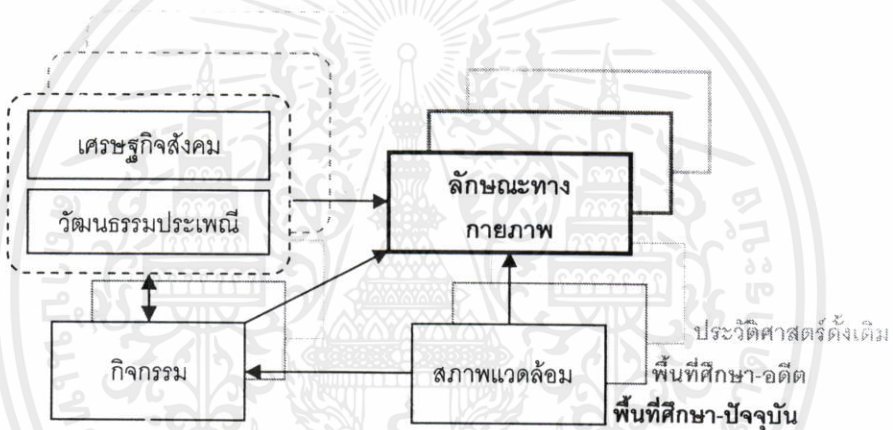 เศรษฐกิจสังคม
วัฒนธรรมประเพณี
ลักษณะทาง
กายภาพ
กิจกรรม
สภาพแวดล้อม
ประวัติศาสตร์ดั้งเดิม
พื้นที่ศึกษา-อดีต
พื้นที่ศึกษา-ปัจจุบัน